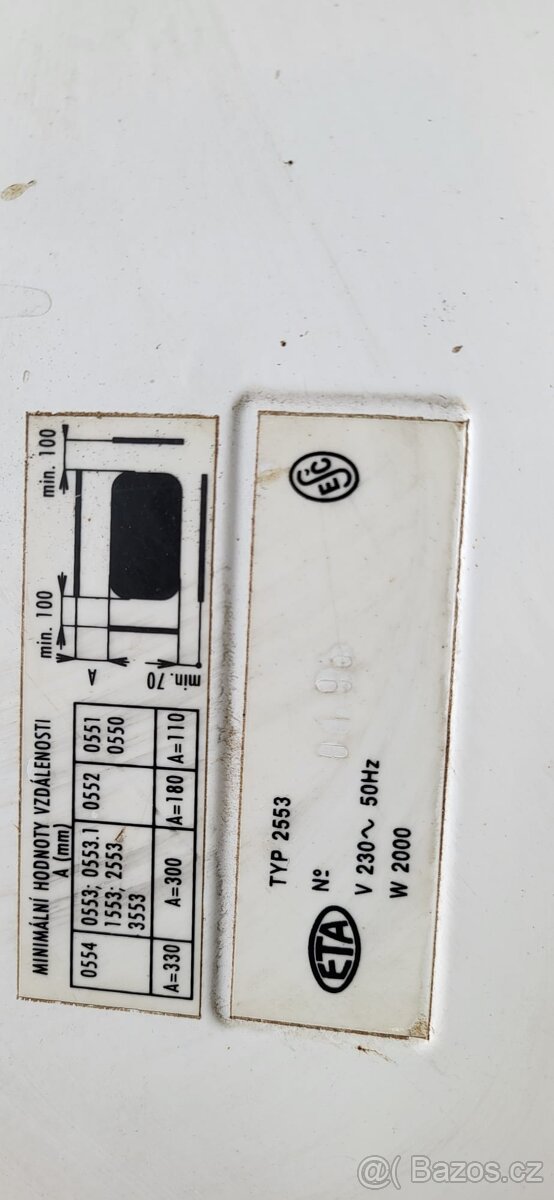 MINIMÁLNÍ HODNOTY VZDÁLENOSTI
A (mm)
0554 0553; 0553.1 0552 0551
1553; 2553 0550
3553
A=330 A=300 A=180 A=110
min. 100 min. 100
A
min. 70
ETA
TYP 2553
Nº
V 230~ 50Hz
W 2000
ESČ
@ Bazos.cz